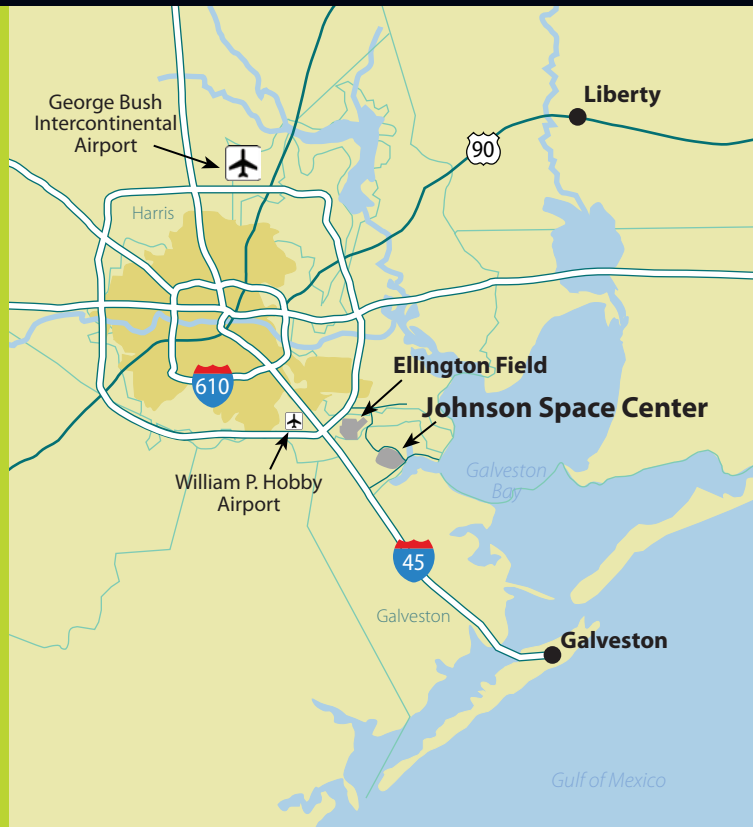 George Bush
Intercontinental
Airport
Liberty
90
Harris
Ellington Field
610
Johnson Space Center
William P. Hobby
Airport
Galveston
Bay
45
Galveston
Galveston
Gulf of Mexico